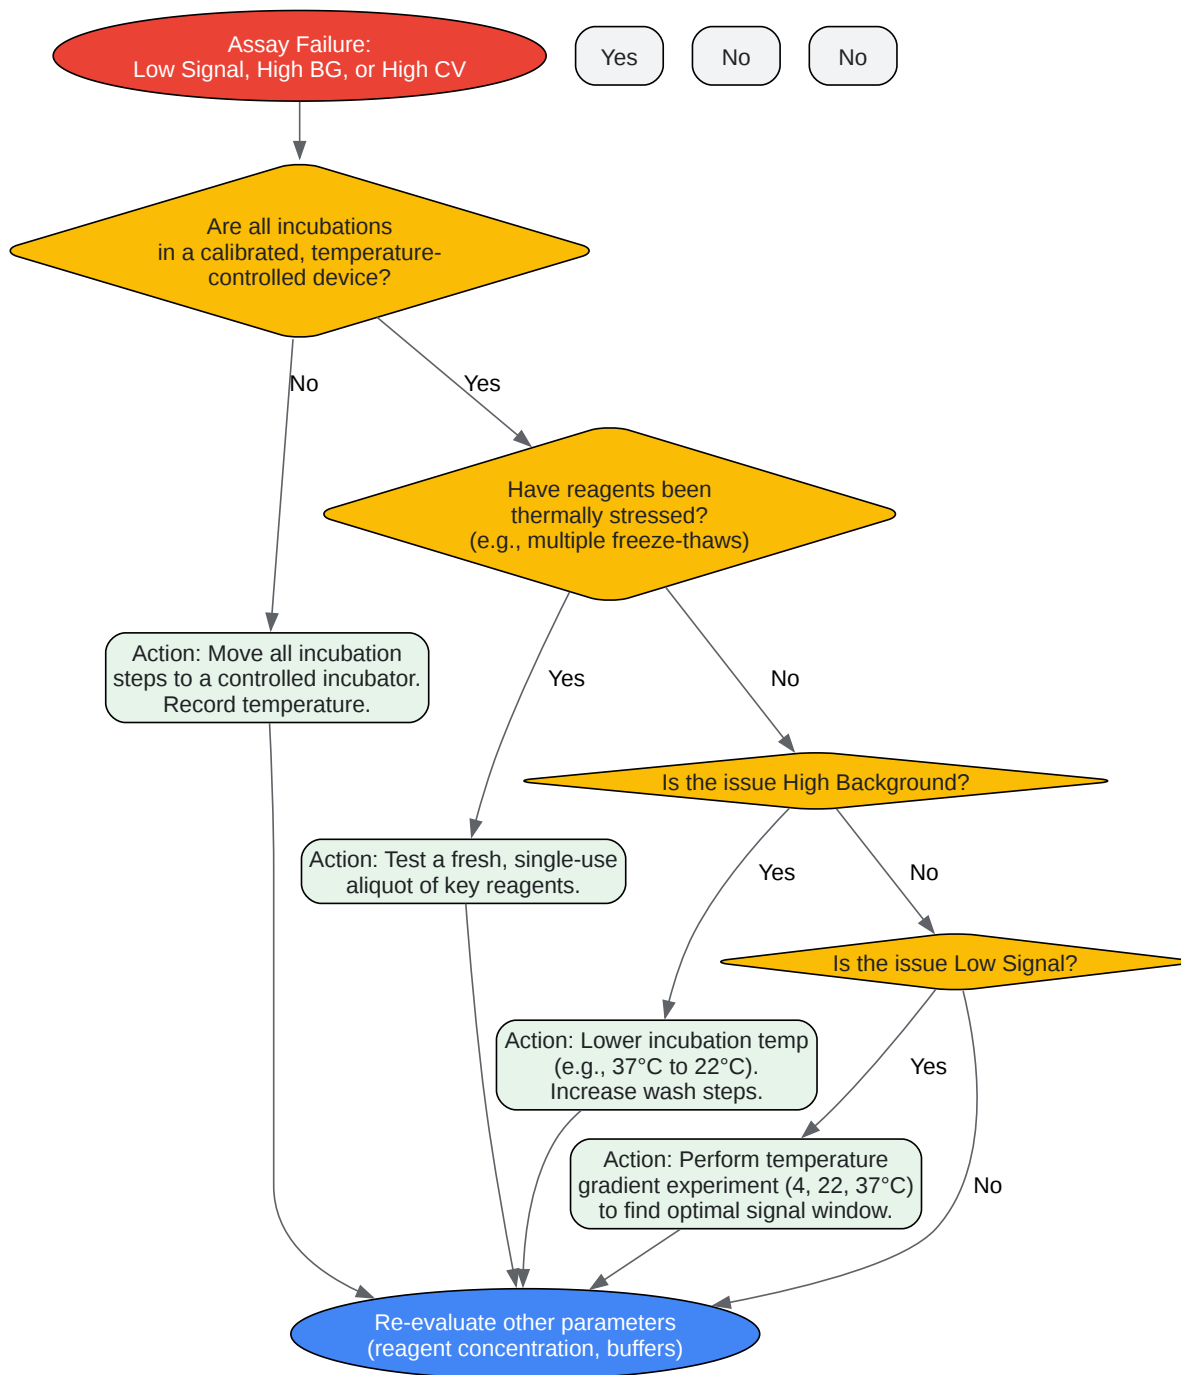 Assay Failure:
Low Signal, High BG, or High CV
Yes
No
No
Are all incubations
in a calibrated, temperature-
controlled device?
No
Yes
Have reagents been
thermally stressed?
(e.g., multiple freeze-thaws)
Action: Move all incubation
steps to a controlled incubator.
Record temperature.
Yes
No
Is the issue High Background?
Action: Test a fresh, single-use
aliquot of key reagents.
Yes
No
Is the issue Low Signal?
Action: Lower incubation temp
(e.g., 37°C to 22°C).
Increase wash steps.
Yes
Action: Perform temperature
gradient experiment (4, 22, 37°C)
to find optimal signal window.
No
Re-evaluate other parameters
(reagent concentration, buffers)